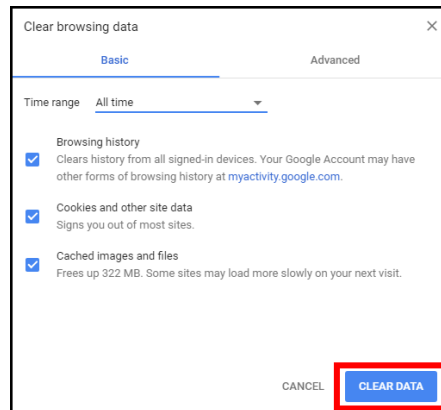 Clear browsing data
Basic
Advanced
Time range All time
Browsing history
Clears history from all signed-in devices. Your Google Account may have
other forms of browsing history at myactivity.google.com.
Cookies and other site data
Signs you out of most sites.
Cached images and files
Frees up 322 MB. Some sites may load more slowly on your next visit.
CANCEL
CLEAR DATA